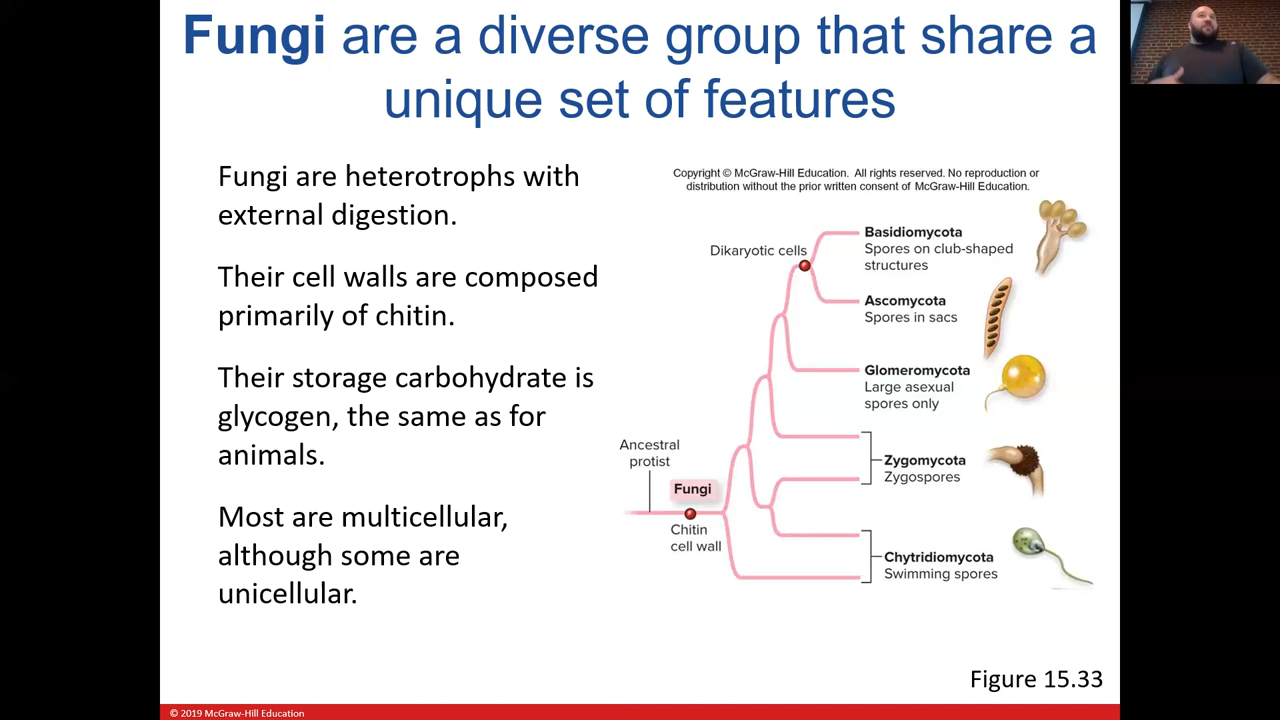 Fungi are a diverse group that share a
unique set of features
Fungi are heterotrophs with
external digestion.
Their cell walls are composed
primarily of chitin.
Their storage carbohydrate is
glycogen, the same as for
animals.
Most are multicellular,
although some are
unicellular.
Copyright © McGraw-Hill Education. All rights reserved. No reproduction or
distribution without the prior written consent of McGraw-Hill Education.
Dikaryotic cells
Basidiomycota
Spores on club-shaped
structures
Ascomycota
Spores in sacs
Glomeromycota
Large asexual
spores only
Ancestral
protist
Zygomycota
Zygospores
Fungi
Chitin
cell wall
Chytridiomycota
Swimming spores
Figure 15.33
© 2019 McGraw-Hill Education